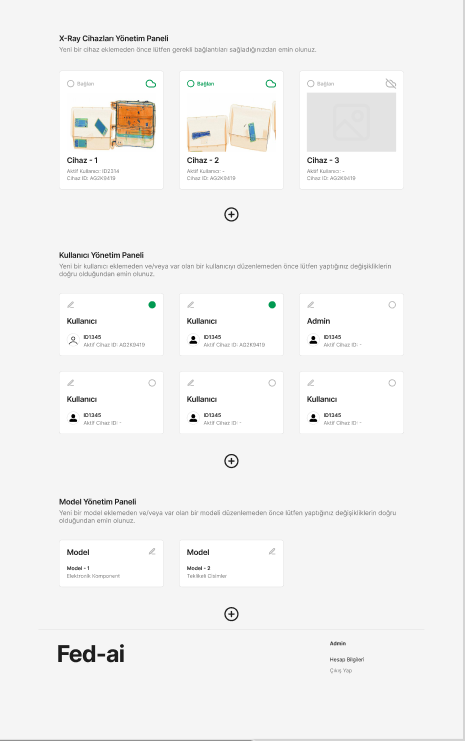 X-Ray Cihazları Yönetim Paneli
Yeni bir cihaz eklemeden önce lütfen gerekli bağlantıları sağladığınızdan emin olunuz.
Bağlan
Bağlan
Bağlan
Cihaz - 1
Aktif Kullanıcı: ID2314
Cihaz ID: AG2K9419
Cihaz - 2
Aktif Kullanıcı: -
Cihaz ID: AG2K9419
Cihaz - 3
Aktif Kullanıcı: -
Cihaz ID: AG2K9419
Kullanıcı Yönetim Paneli
Yeni bir kullanıcı eklemeden ve/veya var olan bir kullanıcıyı düzenlemeden önce lütfen yaptığınız değişikliklerin
doğru olduğundan emin olunuz.
Kullanıcı
ID1345
Aktif Cihaz ID: AG2K9419
Kullanıcı
ID1345
Aktif Cihaz ID: AG2K9419
Admin
ID1345
Aktif Cihaz ID: -
Kullanıcı
ID1345
Aktif Cihaz ID: -
Kullanıcı
ID1345
Aktif Cihaz ID: -
Kullanıcı
ID1345
Aktif Cihaz ID: -
Model Yönetim Paneli
Yeni bir model eklemeden ve/veya var olan bir modeli düzenlemeden önce lütfen yaptığınız değişikliklerin doğru
olduğundan emin olunuz.
Model
Model - 1
Elektronik Komponent
Model
Model - 2
Tehlikeli Cisimler
Fed-ai
Admin
Hesap Bilgileri
Çıkış Yap